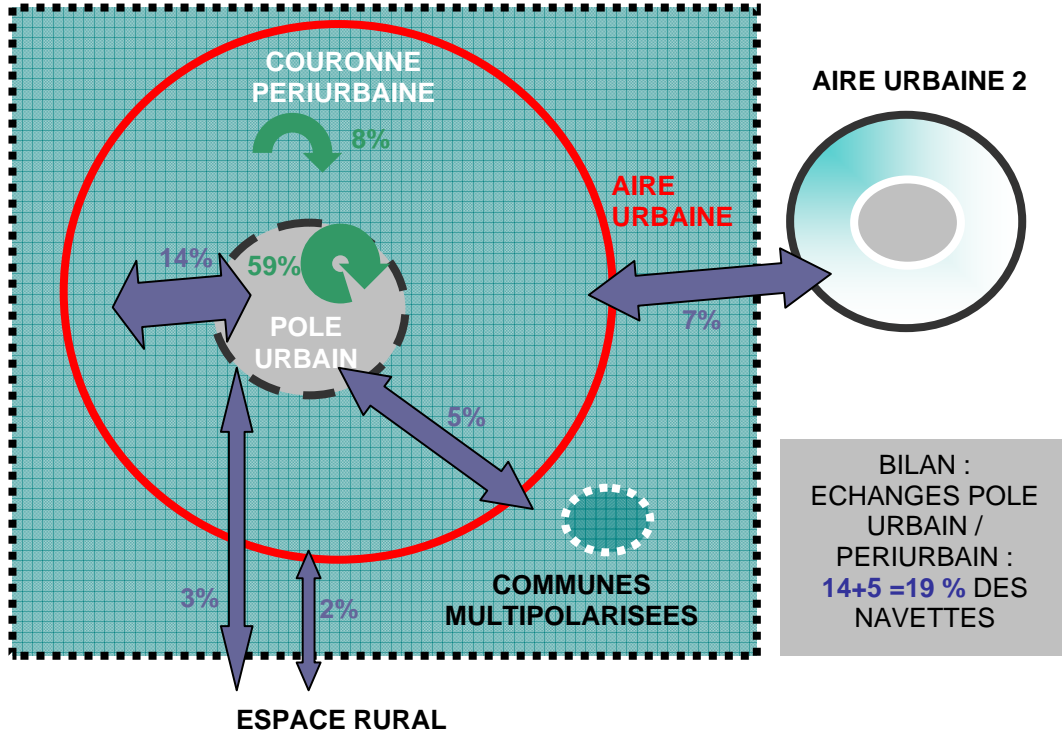 COURONNE
PERIURBAINE
8%
AIRE URBAINE 2
AIRE
URBAINE
14%
59%
POLE
URBAIN
7%
5%
3%
2%
COMMUNES
MULTIPOLARISEES
ESPACE RURAL
BILAN :
ECHANGES POLE
URBAIN /
PERIURBAIN :
14+5 =19 % DES
NAVETTES